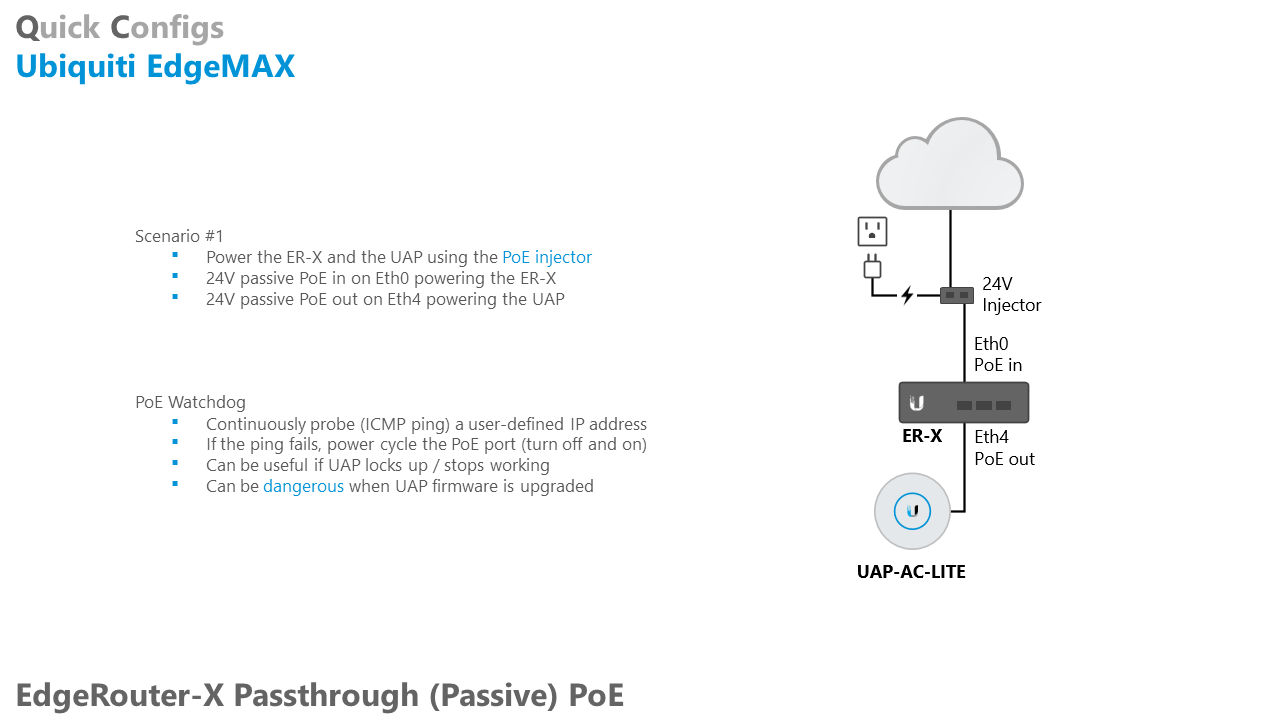 Quick Configs
Ubiquiti EdgeMAX
Scenario #1
Power the ER-X and the UAP using the PoE injector
24V passive PoE in on Eth0 powering the ER-X
24V passive PoE out on Eth4 powering the UAP
PoE Watchdog
Continuously probe (ICMP ping) a user-defined IP address
If the ping fails, power cycle the PoE port (turn off and on)
Can be useful if UAP locks up / stops working
Can be dangerous when UAP firmware is upgraded
24V
Injector
Eth0
PoE in
ER-X
Eth4
PoE out
UAP-AC-LITE
EdgeRouter-X Passthrough (Passive) PoE